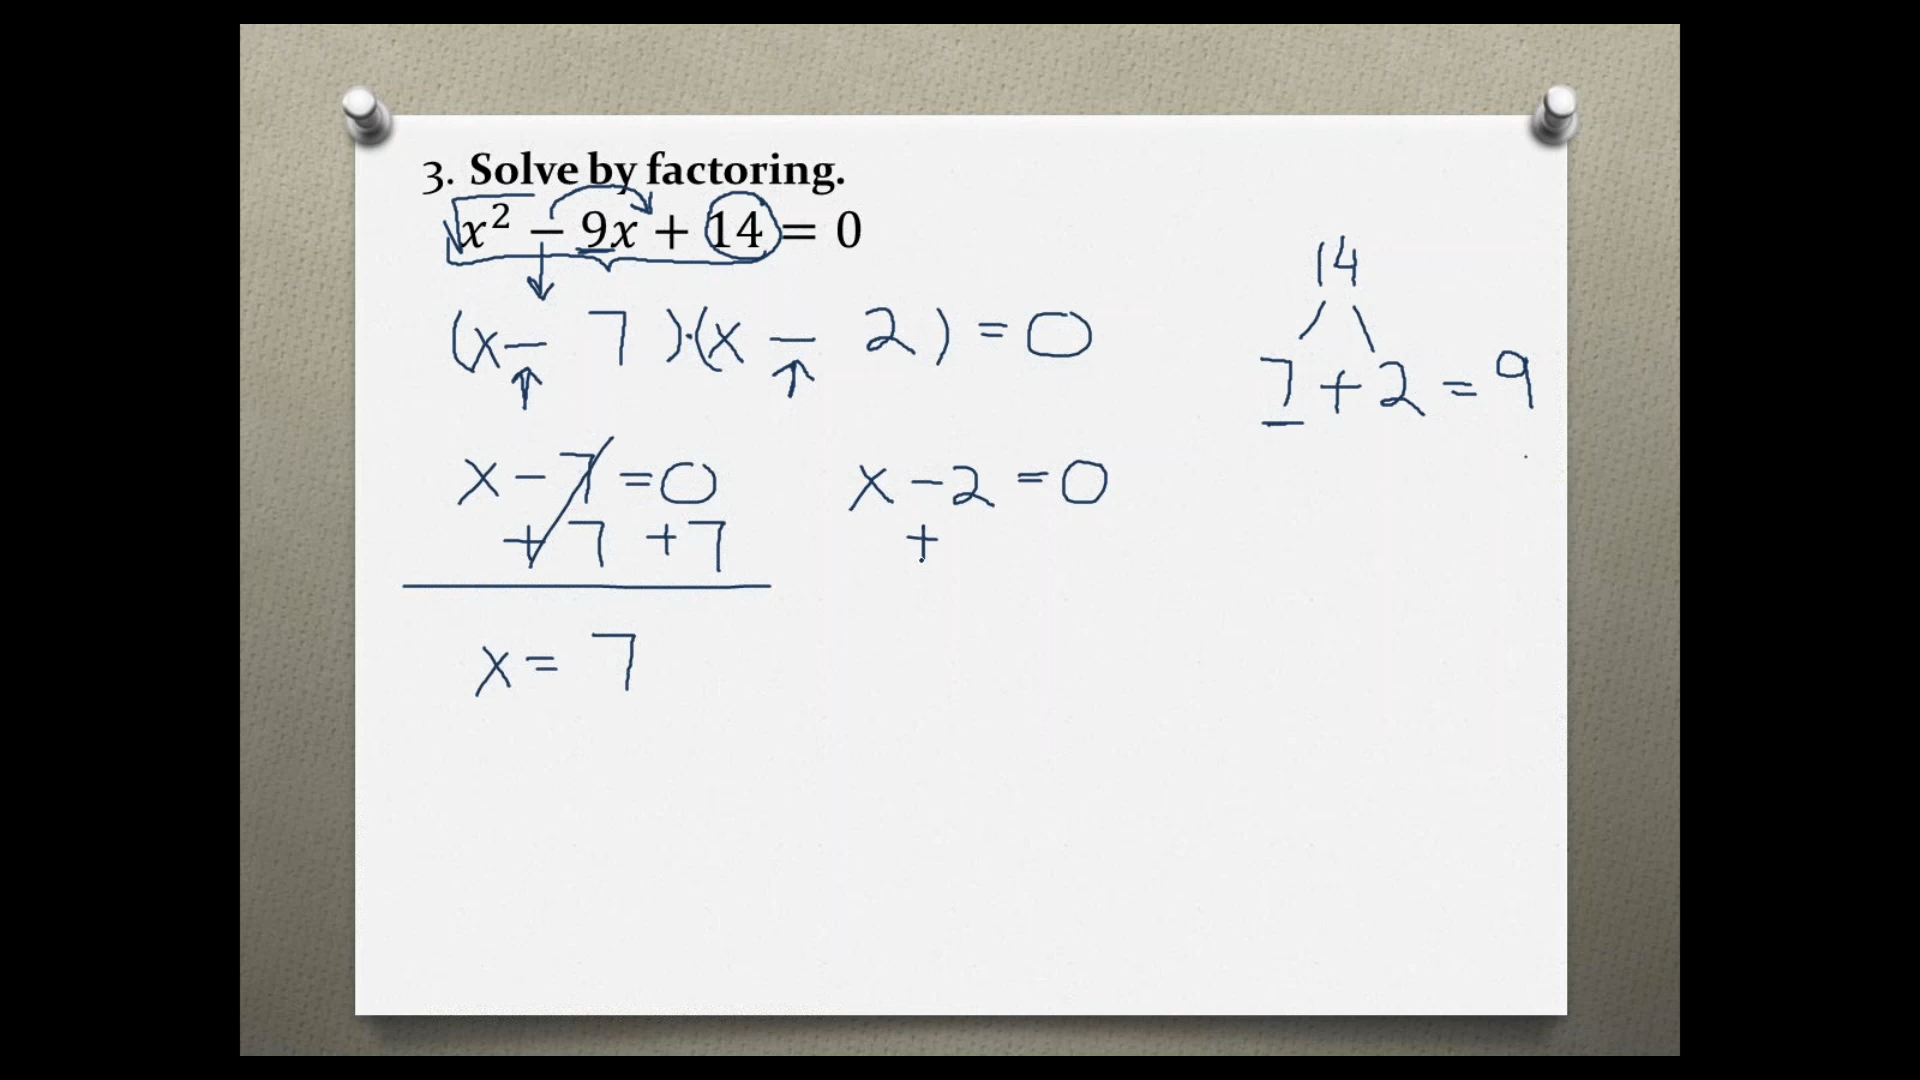 3. Solve by factoring.
x² − 9x + 14 = 0
(x − 7)·(x − 2) = 0
x − 7 = 0
+7 +7
x = 7
x − 2 = 0
+
14
7 + 2 = 9